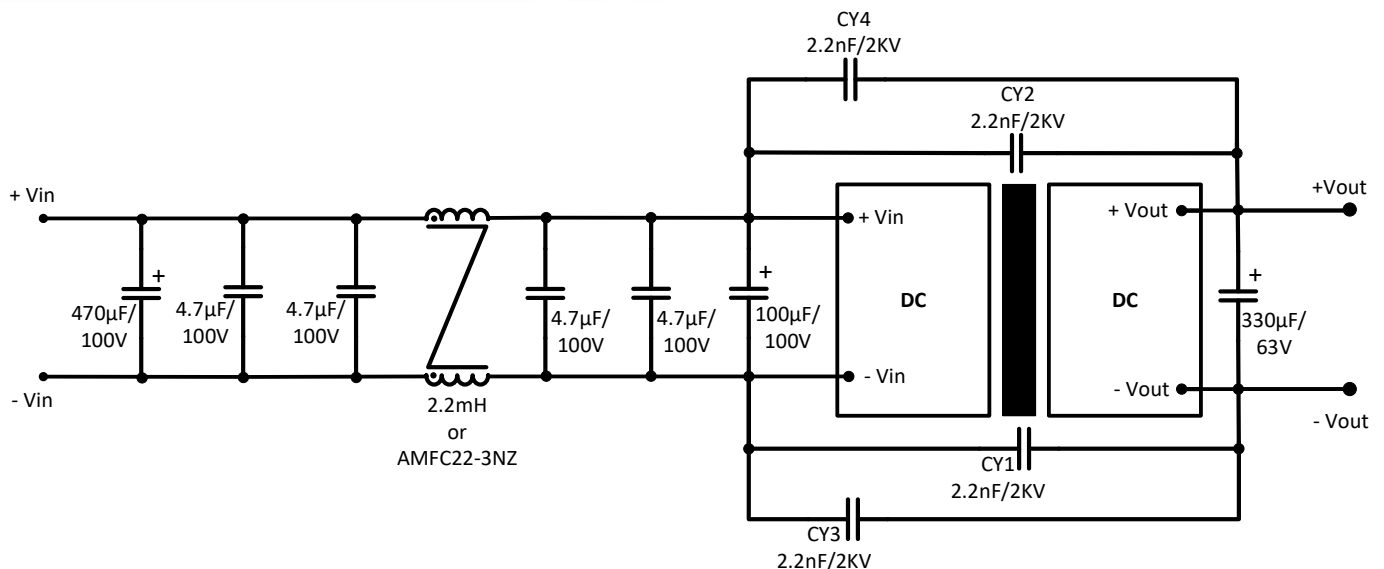 CY4
2.2nF/2KV
CY2
2.2nF/2KV
+ Vin
+ Vin
+ Vout
+Vout
+
470µF/
100V
4.7µF/
100V
4.7µF/
100V
4.7µF/
100V
4.7µF/
100V
+
100µF/
100V
DC
DC
+
330µF/
63V
- Vin
- Vin
- Vout
- Vout
2.2mH
or
AMFC22-3NZ
CY1
2.2nF/2KV
CY3
2.2nF/2KV